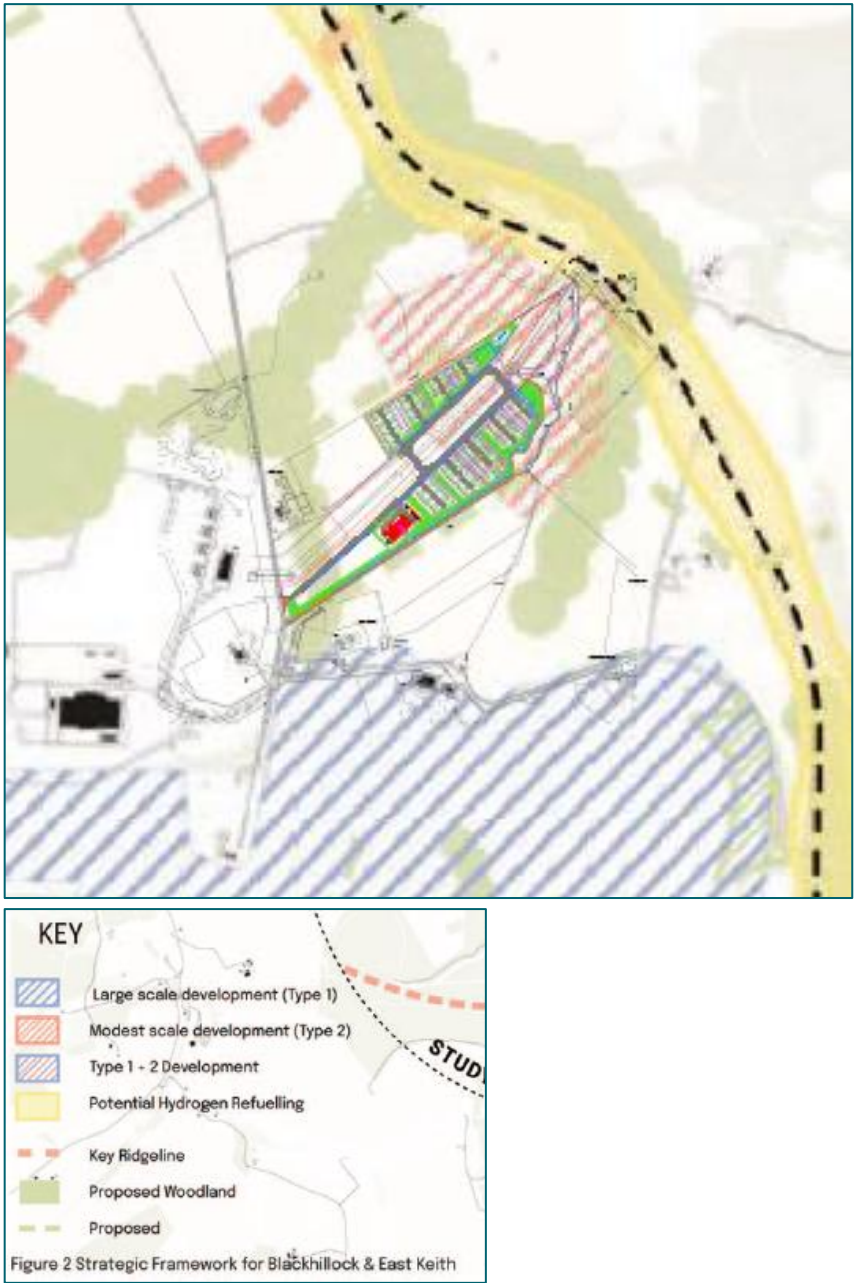 KEY
Large scale development (Type 1)
Modest scale development (Type 2)
Type 1 - 2 Development
Potential Hydrogen Refuelling
Key Ridgeline
Proposed Woodland
Proposed
STUDY
Figure 2 Strategic Framework for Blackhillock & East Keith